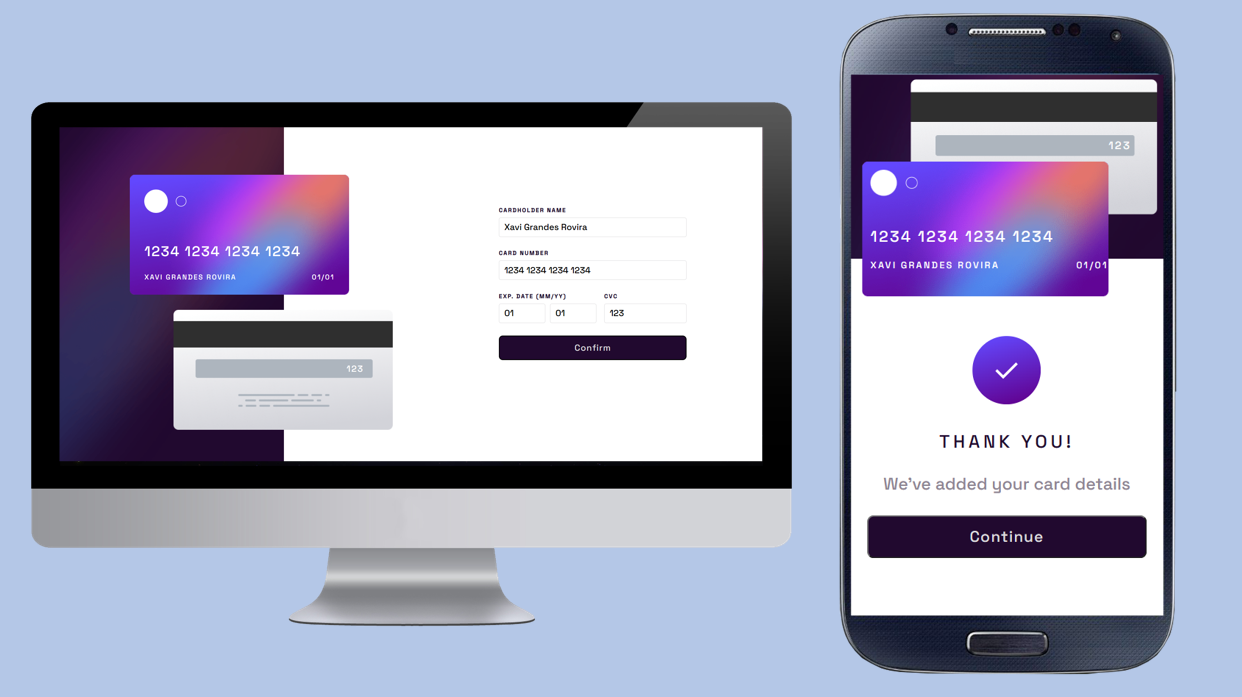 1234 1234 1234 1234
XAVI GRANDES ROVIRA 01/01
123
CARDHOLDER NAME
Xavi Grandes Rovira
CARD NUMBER
1234 1234 1234 1234
EXP. DATE (MM/YY) CVC
01 01 123
Confirm
123
1234 1234 1234 1234
XAVI GRANDES ROVIRA 01/01
THANK YOU!
We've added your card details
Continue